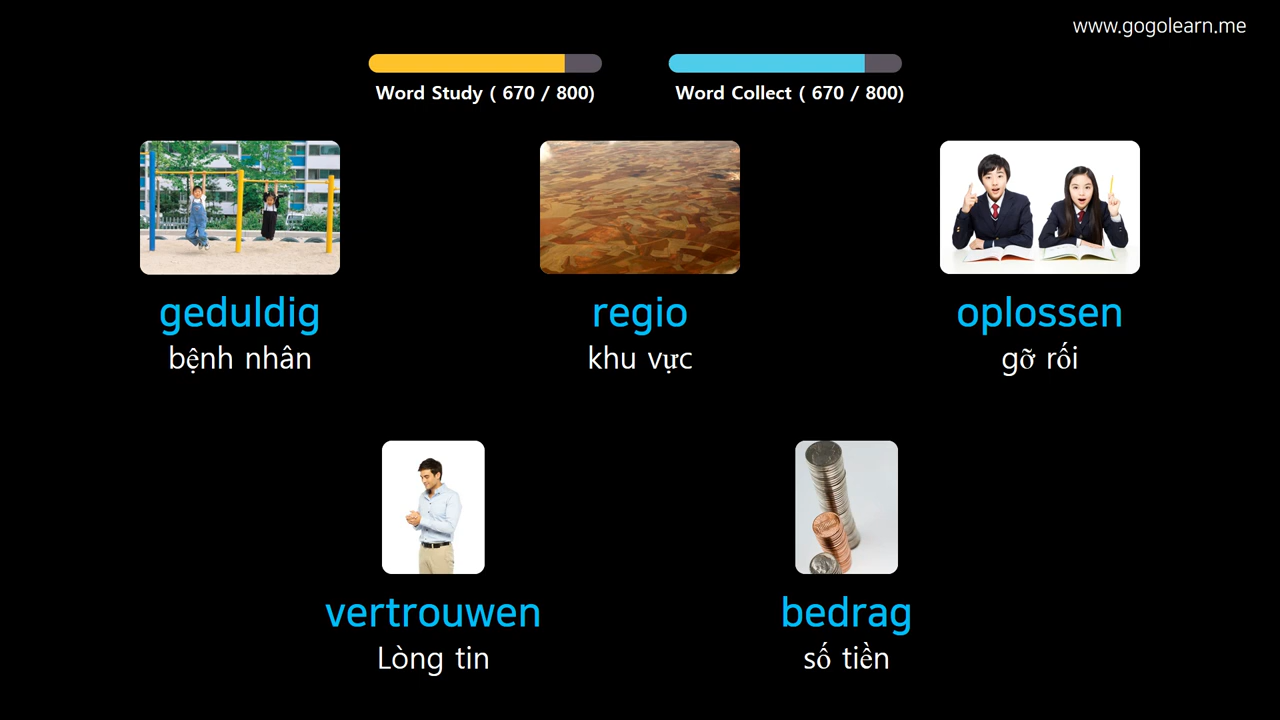 www.gogolearn.me
Word Study ( 670 / 800)
Word Collect ( 670 / 800)
geduldig
bệnh nhân
regio
khu vực
oplossen
gỡ rối
vertrouwen
Lòng tin
bedrag
số tiền